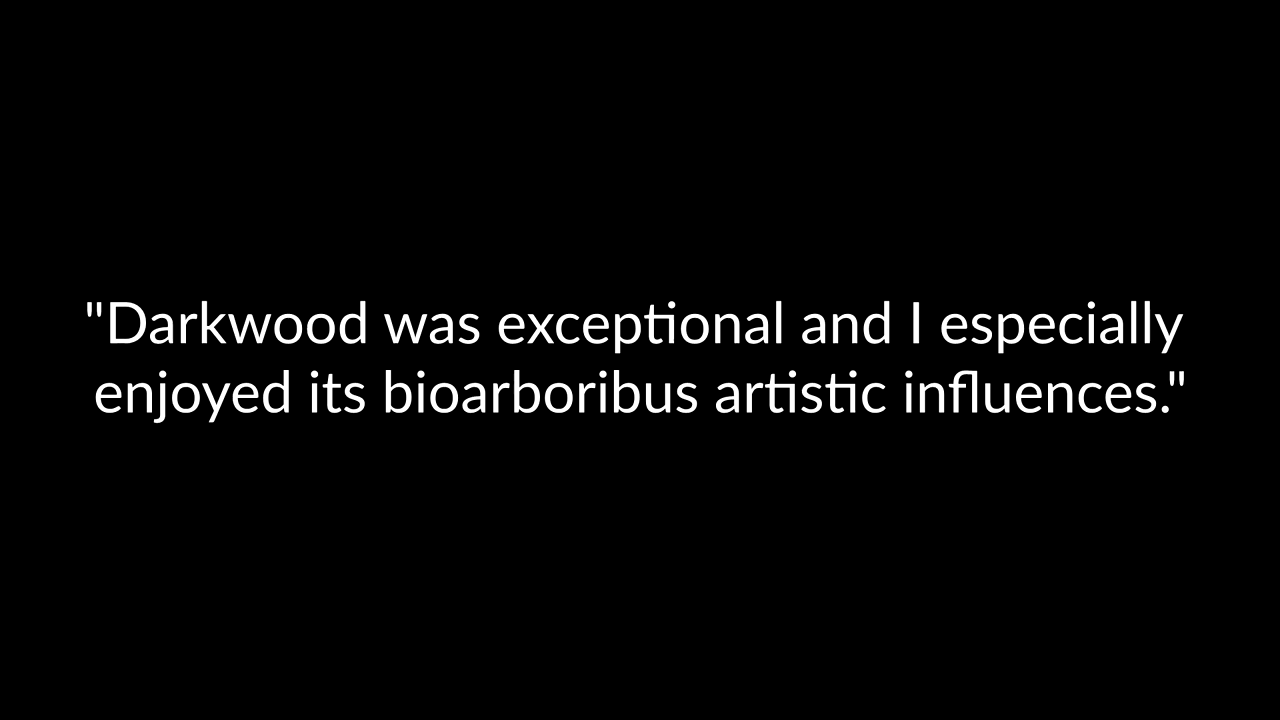 "Darkwood was exceptional and I especially
enjoyed its bioarboribus artistic influences."